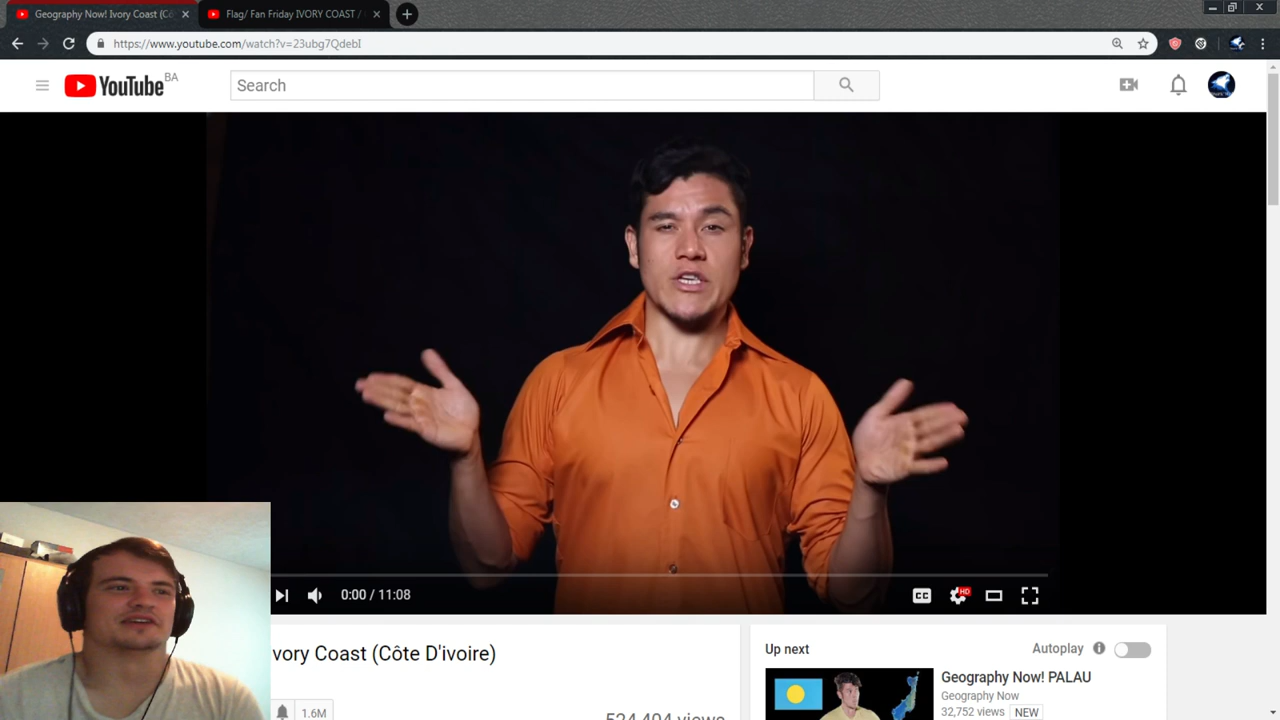 Geography Now! Ivory Coast (Cô
Flag/ Fan Friday IVORY COAST /
https://www.youtube.com/watch?v=23ubg7QdebI
YouTube BA
Search
HD
0:00 / 11:08
CC
vory Coast (Côte D'ivoire)
1.6M
524,404 views
Up next
Autoplay
Geography Now! PALAU
Geography Now
32,752 views NEW